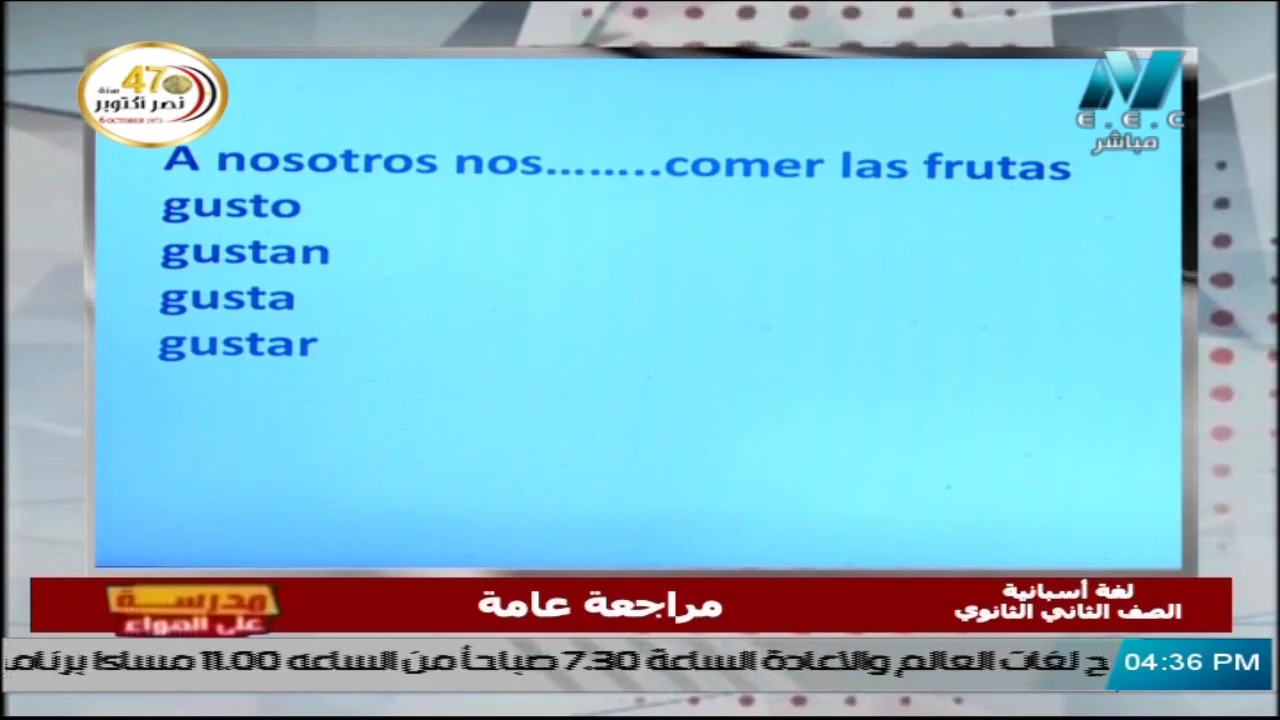 47
سنة
نصر أكتوبر
6 OCTOBER 1973
E.E.C
مباشر
A nosotros nos........comer las frutas
gusto
gustan
gusta
gustar
لغة أسبانية
الصف الثاني الثانوي
مراجعة عامة
مدرسة
على الهواء
ج لغات العالم والاعادة الساعة 7.30 صباحاً من الساعه 11.00 مساءا برنام
04:36 PM